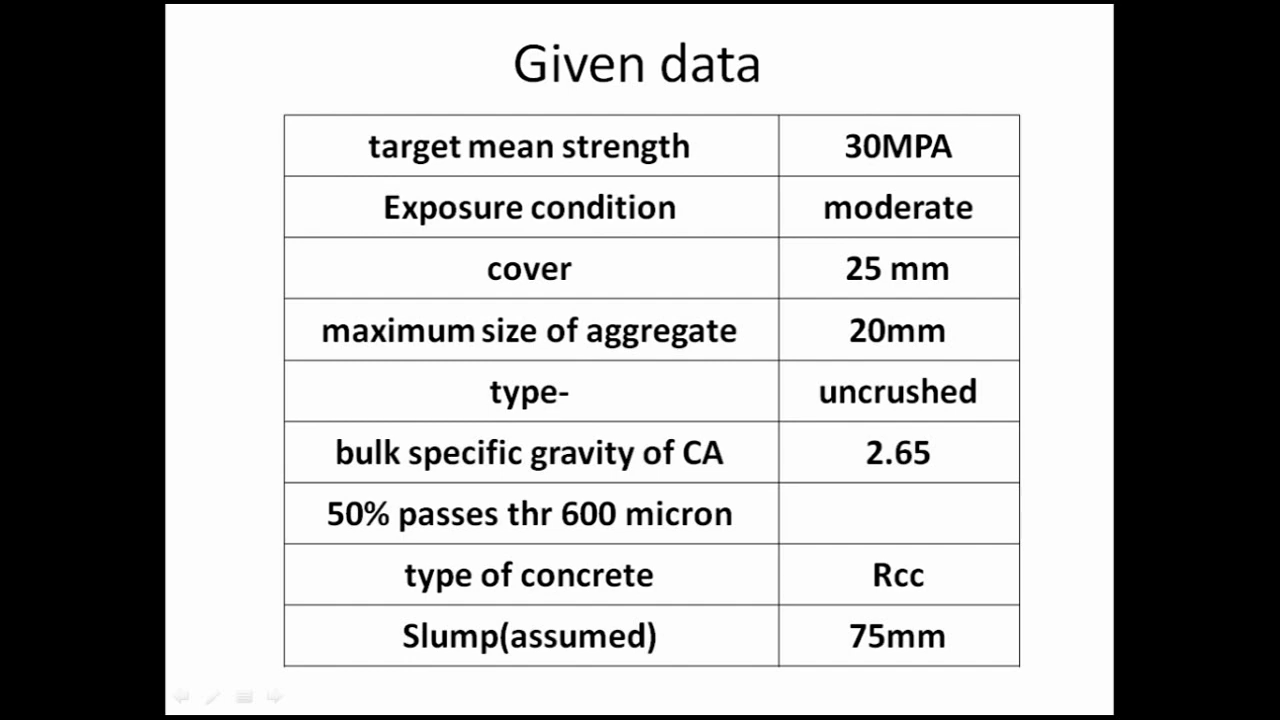 Given data
target mean strength 30MPA
Exposure condition moderate
cover 25 mm
maximum size of aggregate 20mm
type- uncrushed
bulk specific gravity of CA 2.65
50% passes thr 600 micron
type of concrete Rcc
Slump(assumed) 75mm